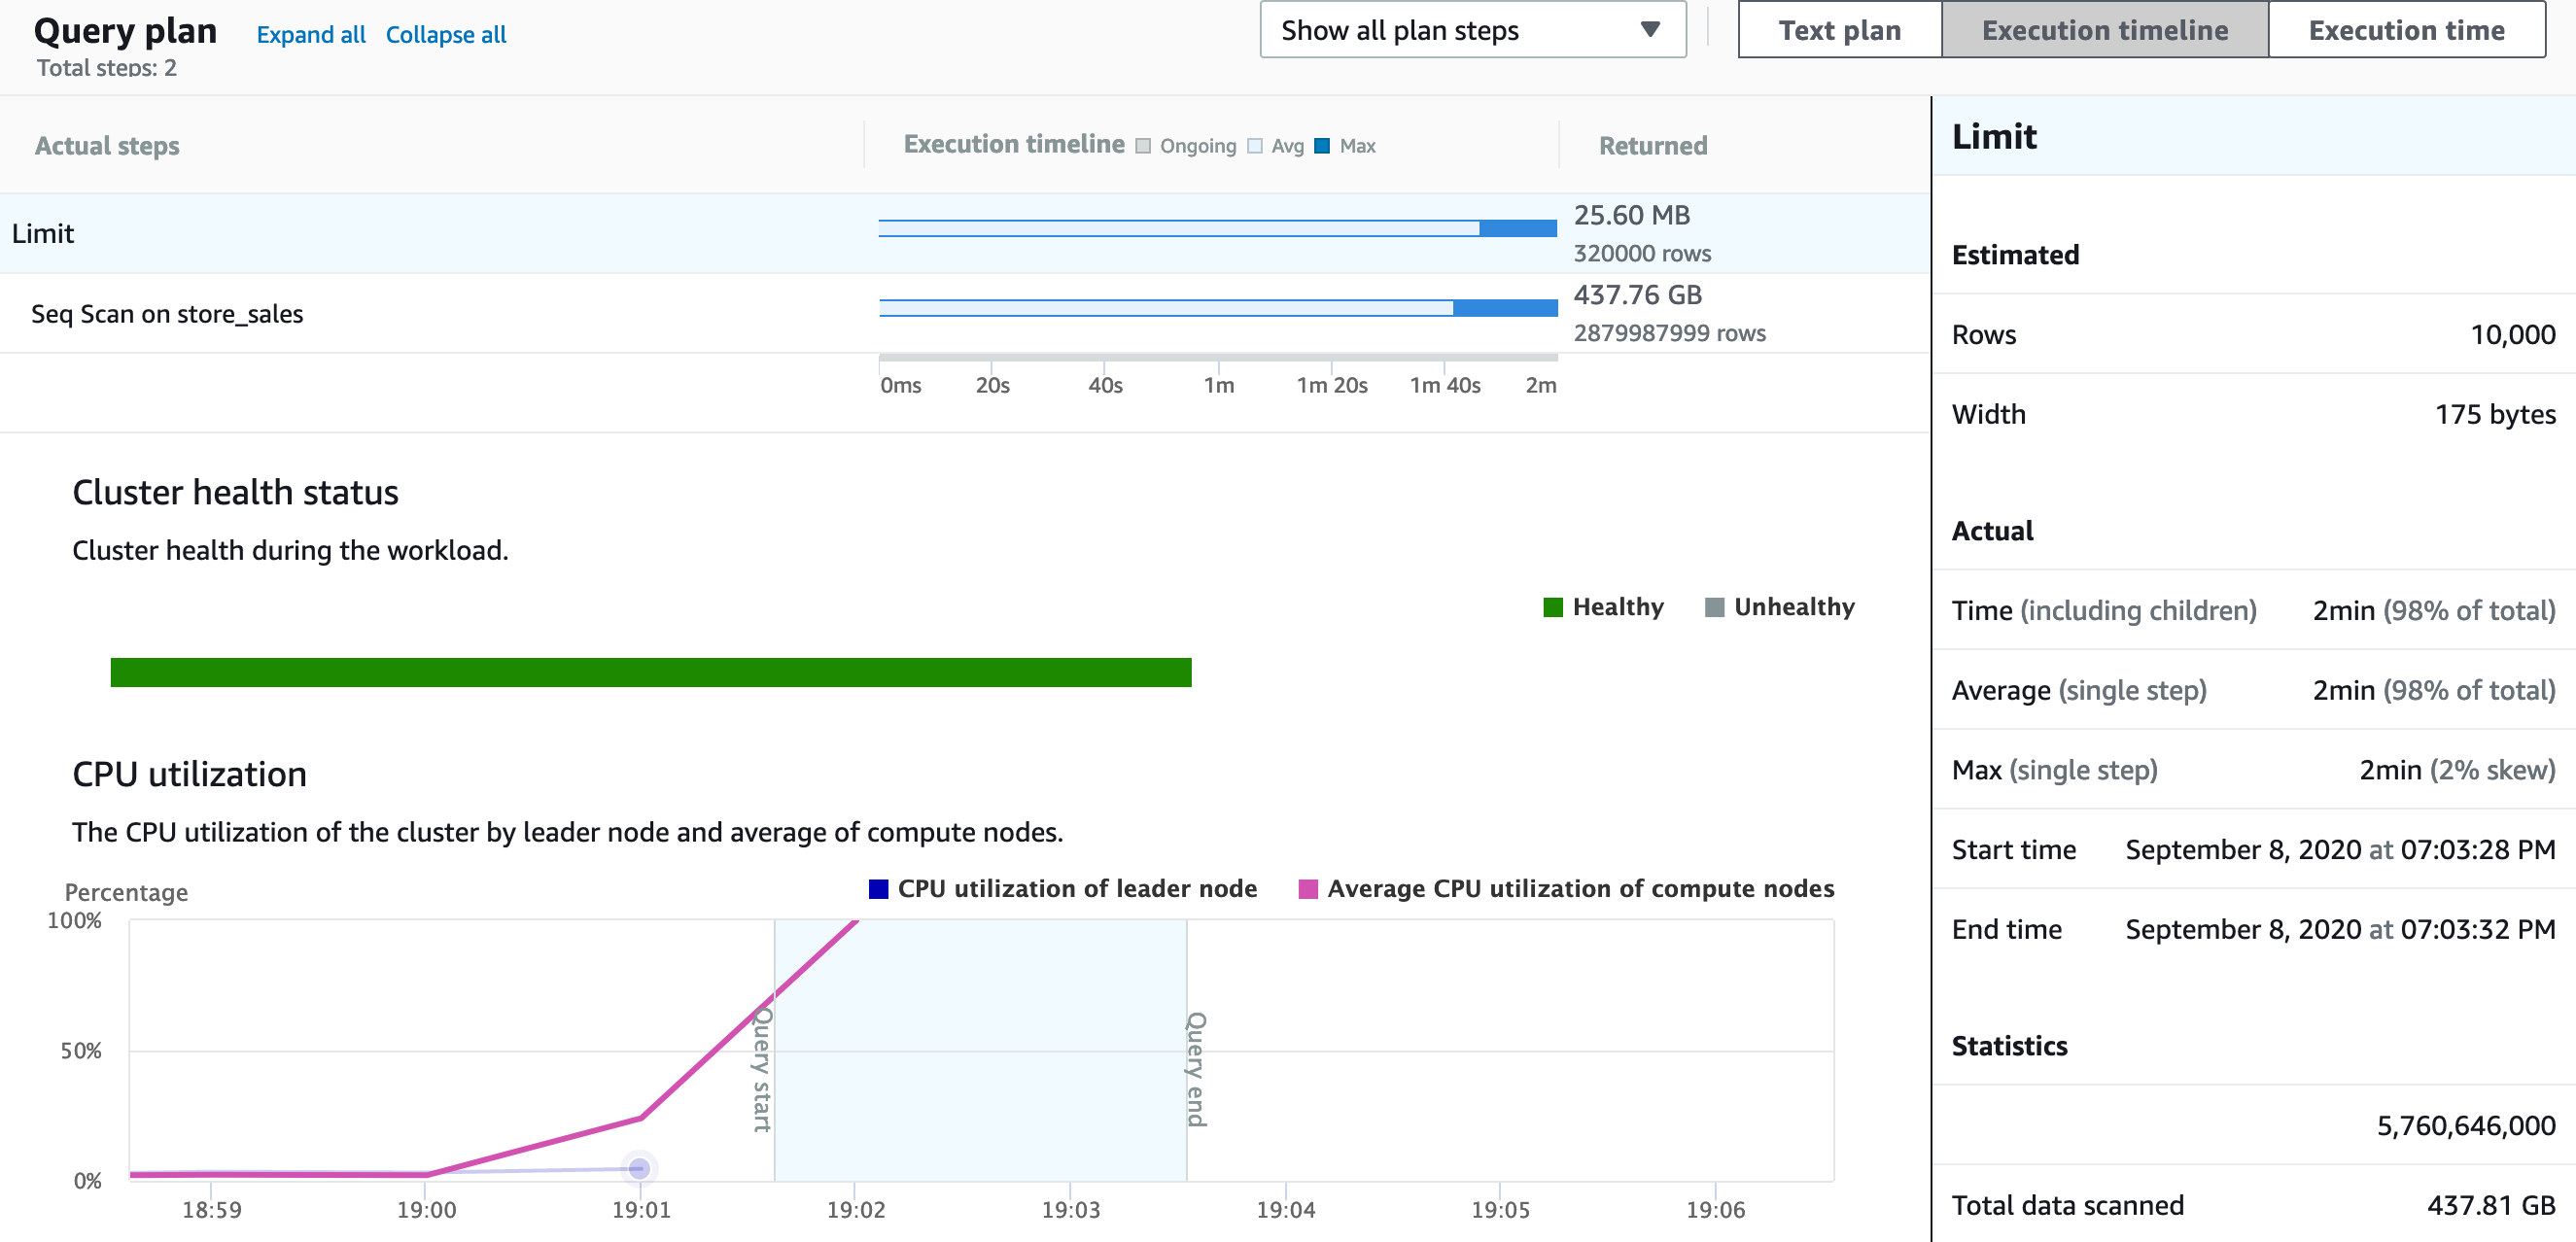 Query plan Expand all Collapse all
Total steps: 2
Show all plan steps
Text plan Execution timeline Execution time
Actual steps
Execution timeline Ongoing Avg Max
Returned
Limit
25.60 MB
320000 rows
Seq Scan on store_sales
437.76 GB
2879987999 rows
0ms 20s 40s 1m 1m 20s 1m 40s 2m
Cluster health status
Cluster health during the workload.
Healthy Unhealthy
CPU utilization
The CPU utilization of the cluster by leader node and average of compute nodes.
CPU utilization of leader node Average CPU utilization of compute nodes
Percentage
100%
50%
0%
Query start
Query end
18:59 19:00 19:01 19:02 19:03 19:04 19:05 19:06
Limit
Estimated
Rows 10,000
Width 175 bytes
Actual
Time (including children) 2min (98% of total)
Average (single step) 2min (98% of total)
Max (single step) 2min (2% skew)
Start time September 8, 2020 at 07:03:28 PM
End time September 8, 2020 at 07:03:32 PM
Statistics
5,760,646,000
Total data scanned 437.81 GB